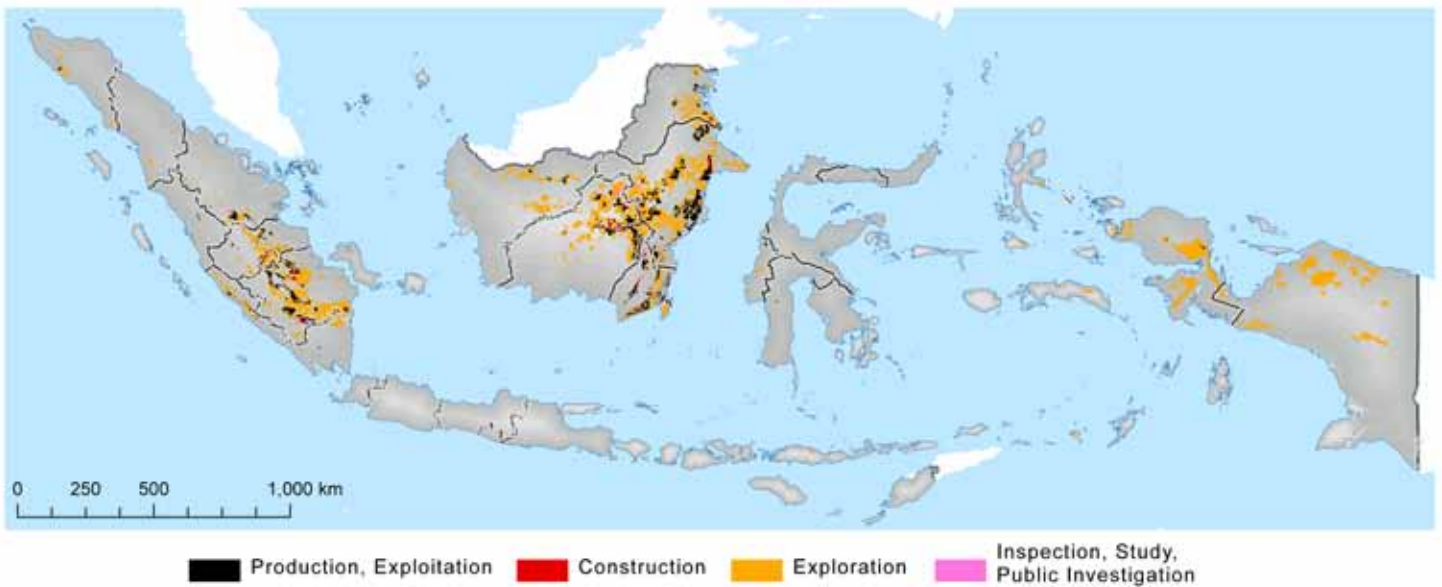 0 250 500 1,000 km
Production, Exploitation
Construction
Exploration
Inspection, Study,
Public Investigation